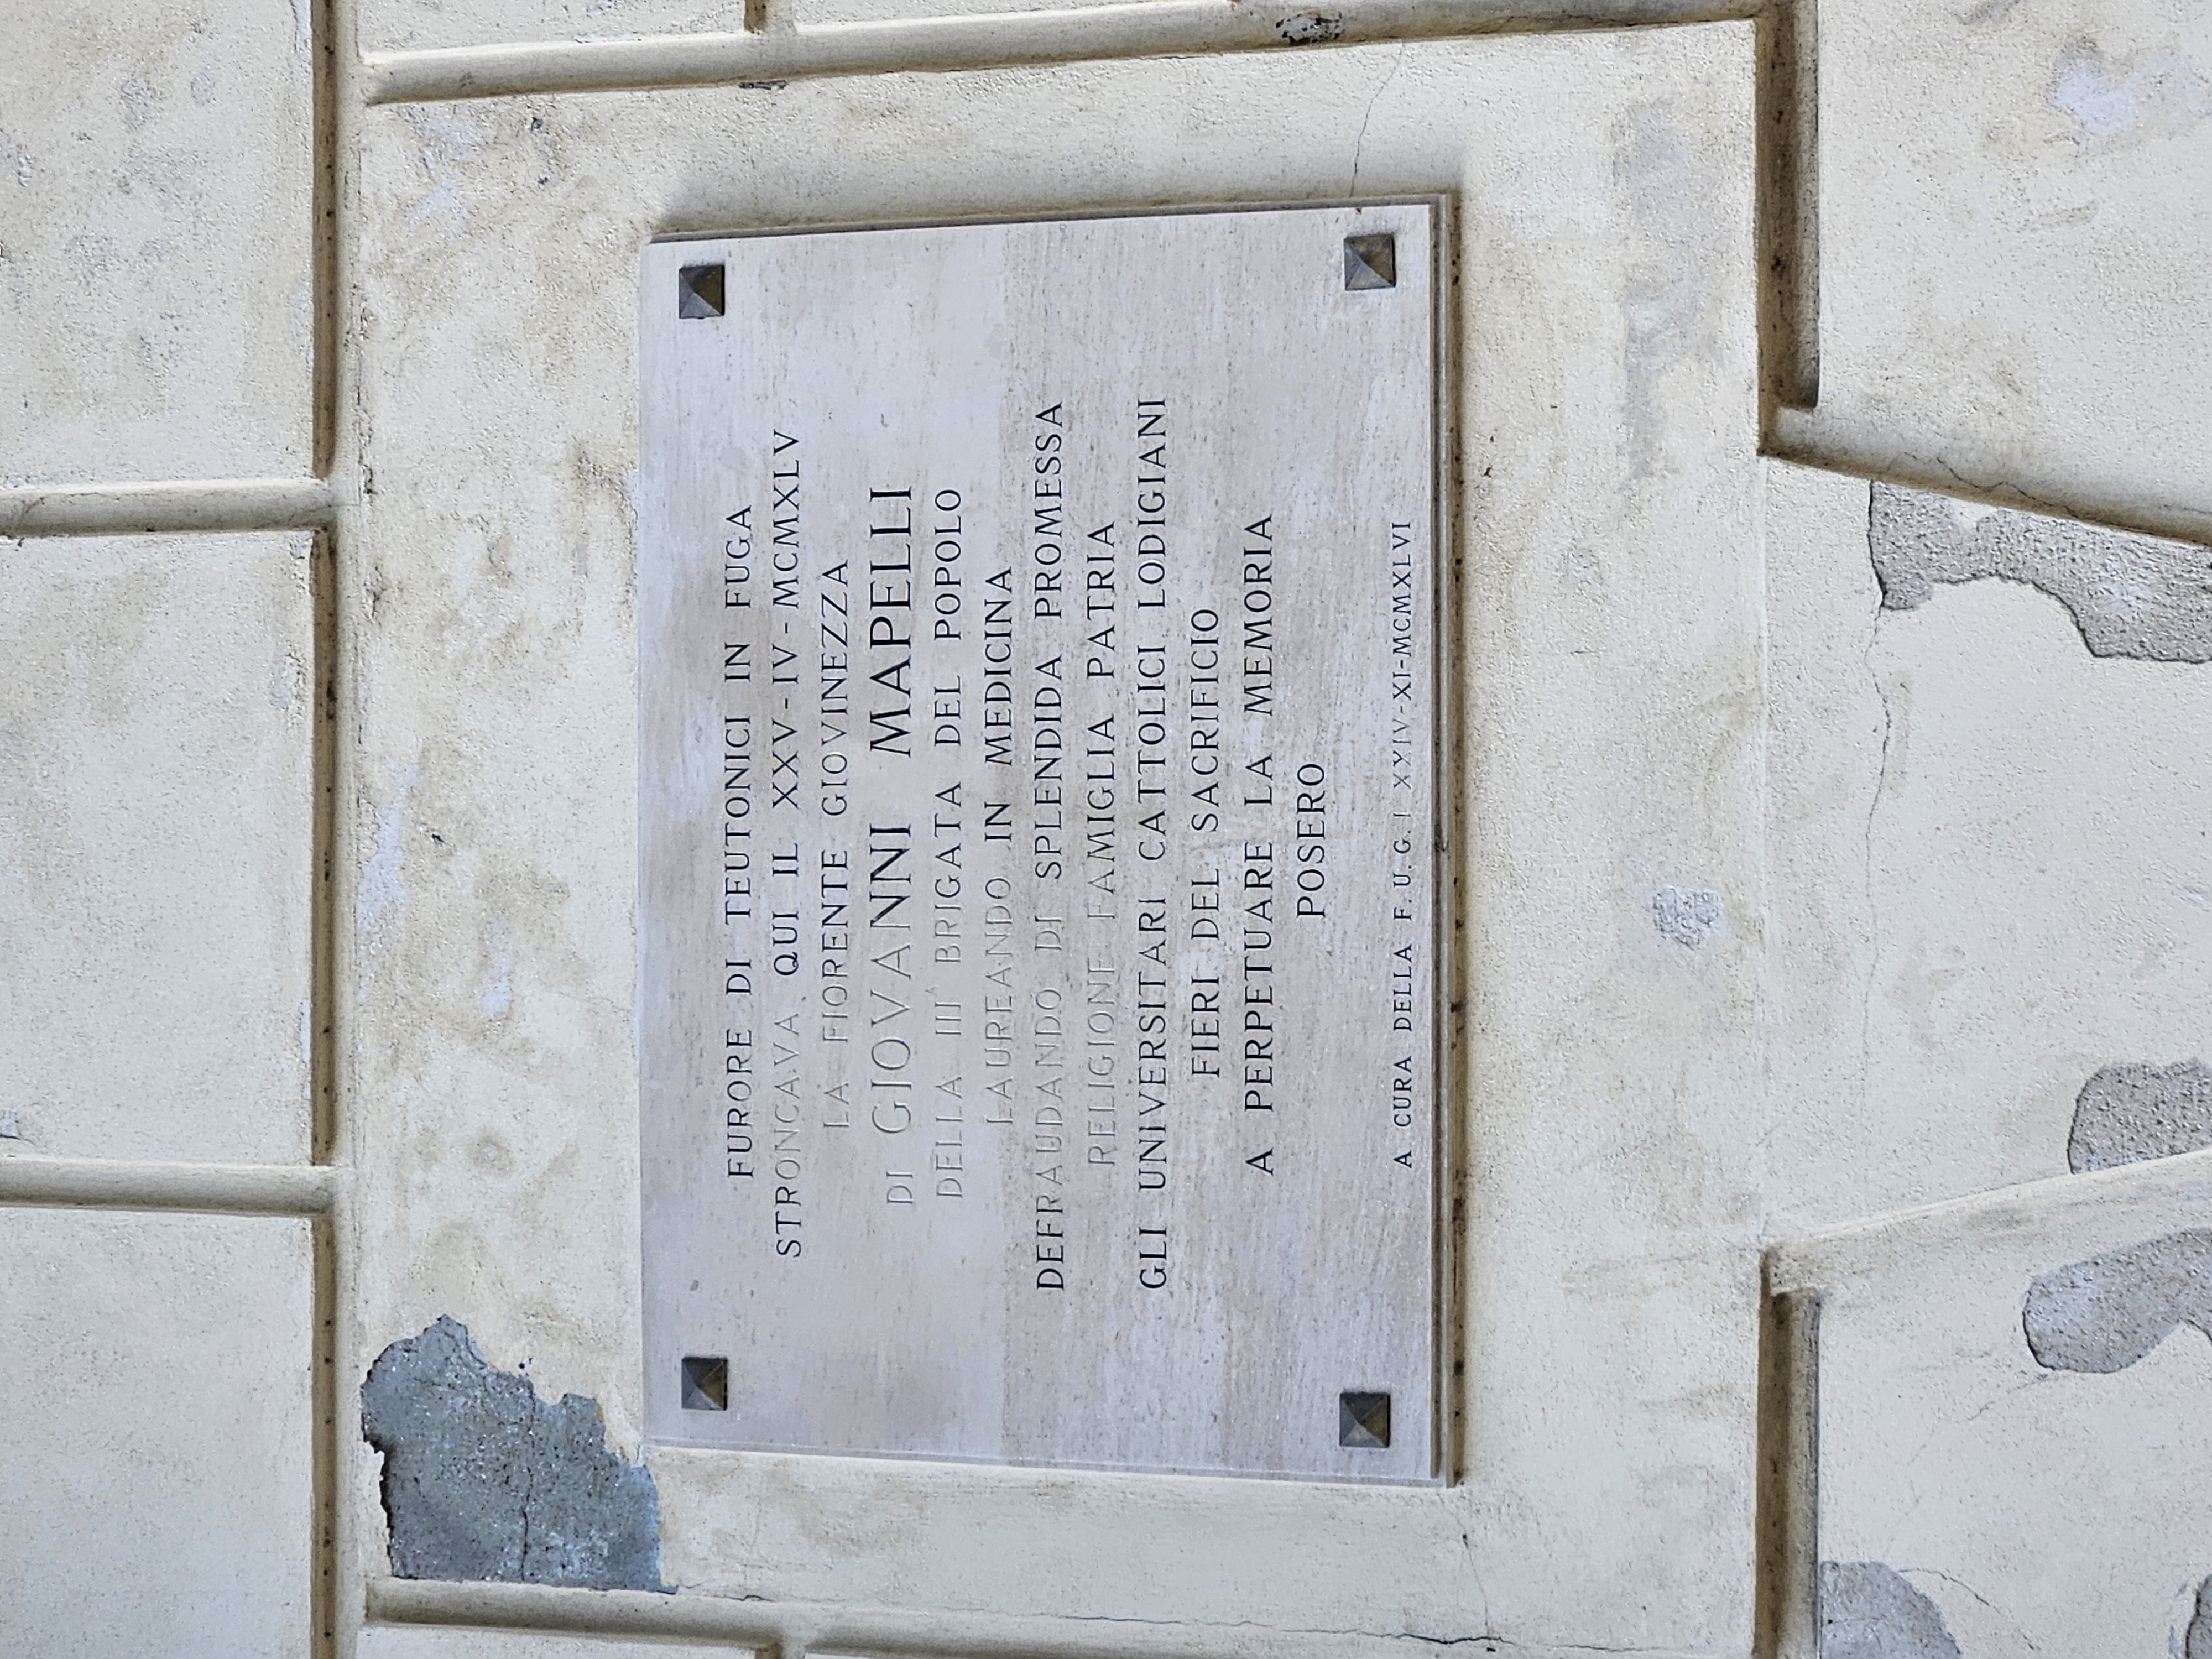 FURORE DI TEUTONICI IN FUGA
STRONCAVA QUI IL XXV-IV-MCMXLV
LA FIORENTE GIOVINEZZA
DI GIOVANNI MAPELLI
DELLA IIIª BRIGATA DEL POPOLO
LAUREANDO IN MEDICINA
DEFRAUDANDO DI SPLENDIDA PROMESSA
RELIGIONE FAMIGLIA PATRIA
GLI UNIVERSITARI CATTOLICI LODIGIANI
FIERI DEL SACRIFICIO
A PERPETUARE LA MEMORIA
POSERO
A CURA DELLA F.U.G.I XXIV-XI-MCMXLVI